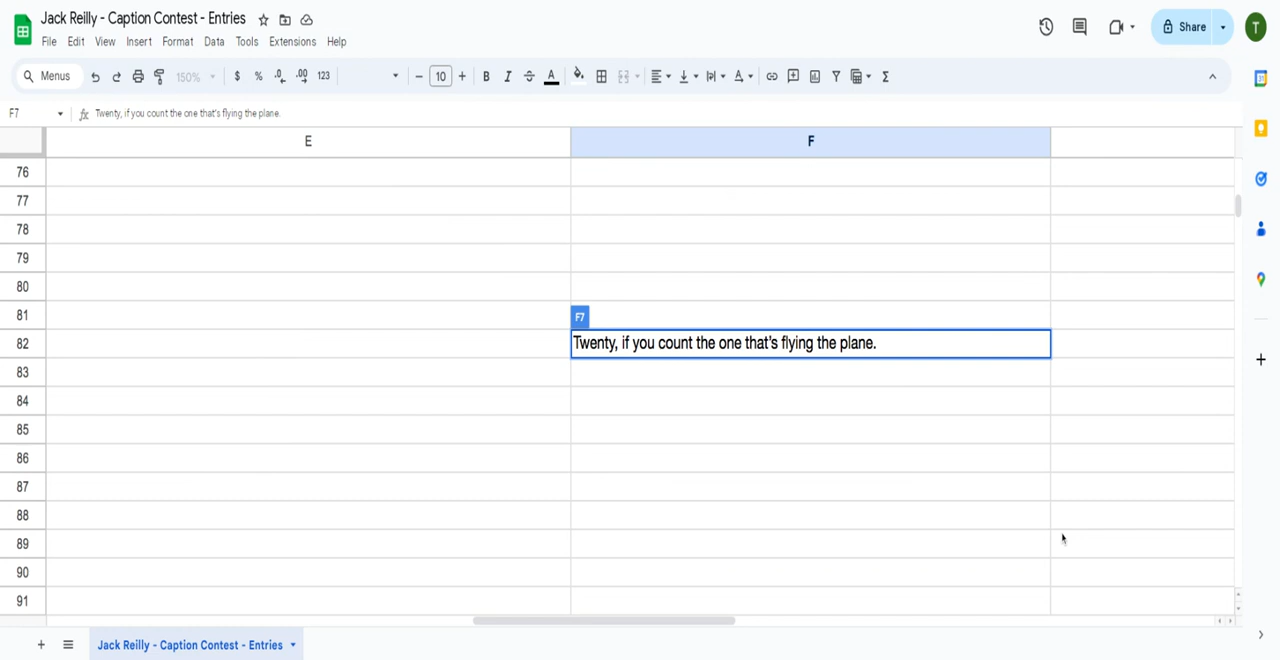 Jack Reilly - Caption Contest - Entries
File Edit View Insert Format Data Tools Extensions Help
Share
T
Menus
150%
$ % .0 .00 123
10
B I A
F7
Twenty, if you count the one that's flying the plane.
E F
76
77
78
79
80
81
F7
82 Twenty, if you count the one that's flying the plane.
83
84
85
86
87
88
89
90
91
Jack Reilly - Caption Contest - Entries